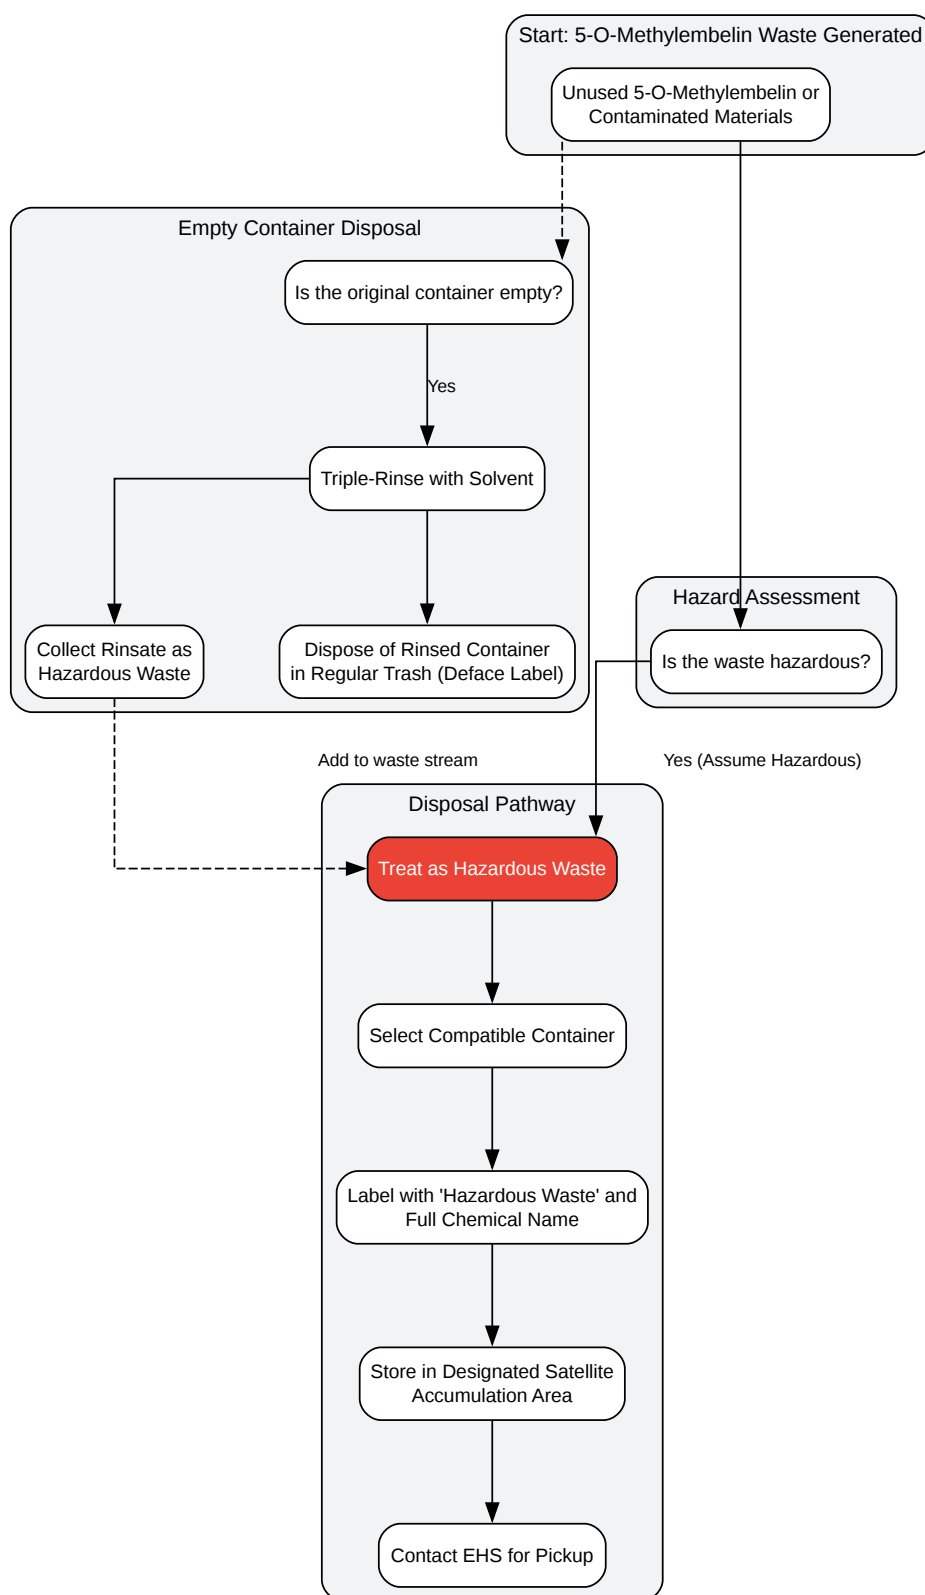 Start: 5-O-Methylembelin Waste Generated
Unused 5-O-Methylembelin or
Contaminated Materials
Empty Container Disposal
Is the original container empty?
Yes
Triple-Rinse with Solvent
Hazard Assessment
Collect Rinsate as
Hazardous Waste
Dispose of Rinsed Container
in Regular Trash (Deface Label)
Is the waste hazardous?
Add to waste stream
Yes (Assume Hazardous)
Disposal Pathway
Treat as Hazardous Waste
Select Compatible Container
Label with 'Hazardous Waste' and
Full Chemical Name
Store in Designated Satellite
Accumulation Area
Contact EHS for Pickup